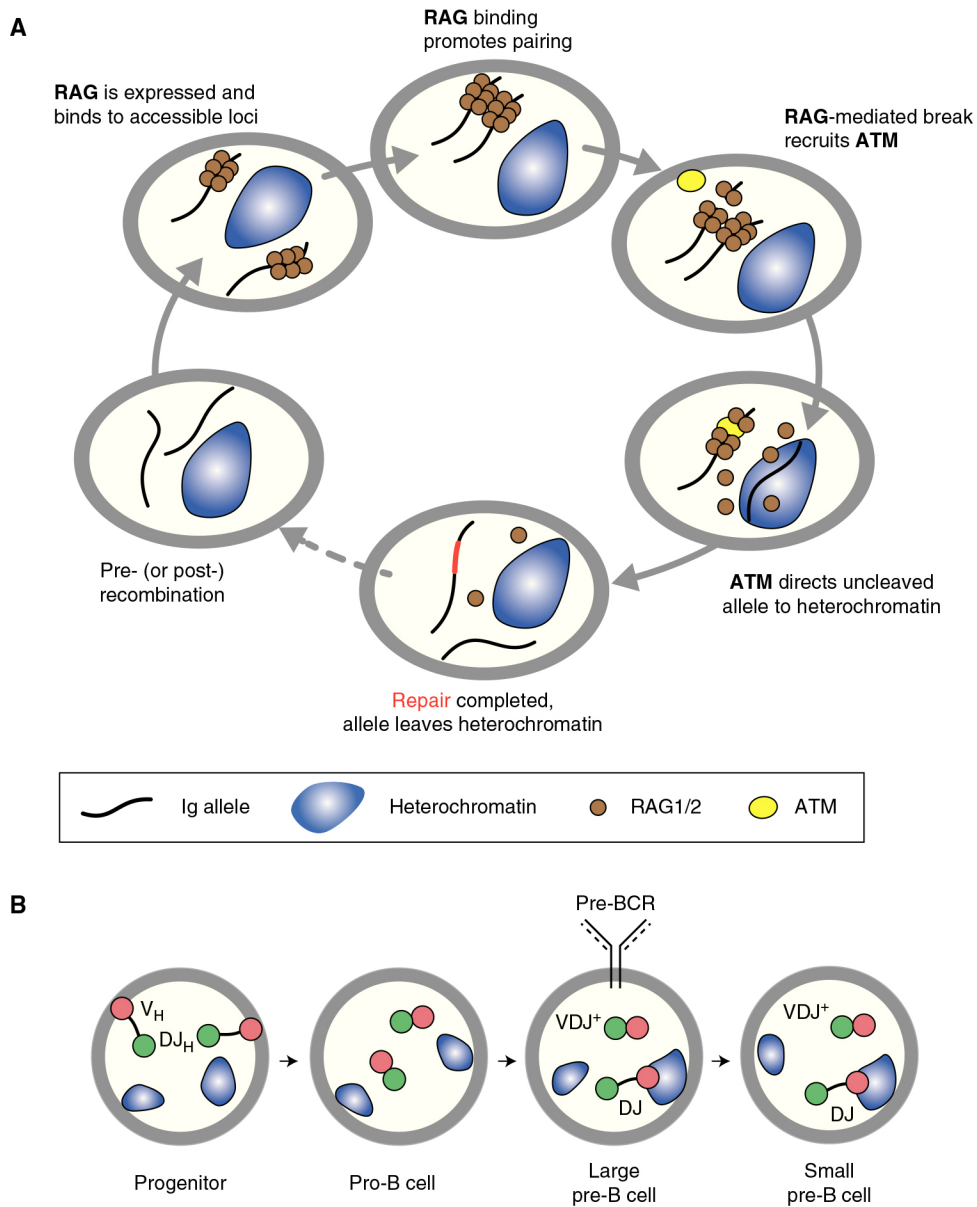 A
RAG binding
promotes pairing
RAG is expressed and
binds to accessible loci
RAG-mediated break
recruits ATM
Pre- (or post-)
recombination
ATM directs uncleaved
allele to heterochromatin
Repair completed,
allele leaves heterochromatin
Ig allele
Heterochromatin
RAG1/2
ATM
B
Pre-BCR
VH
DJH
VDJ+
DJ
VDJ+
DJ
Progenitor
Pro-B cell
Large
pre-B cell
Small
pre-B cell